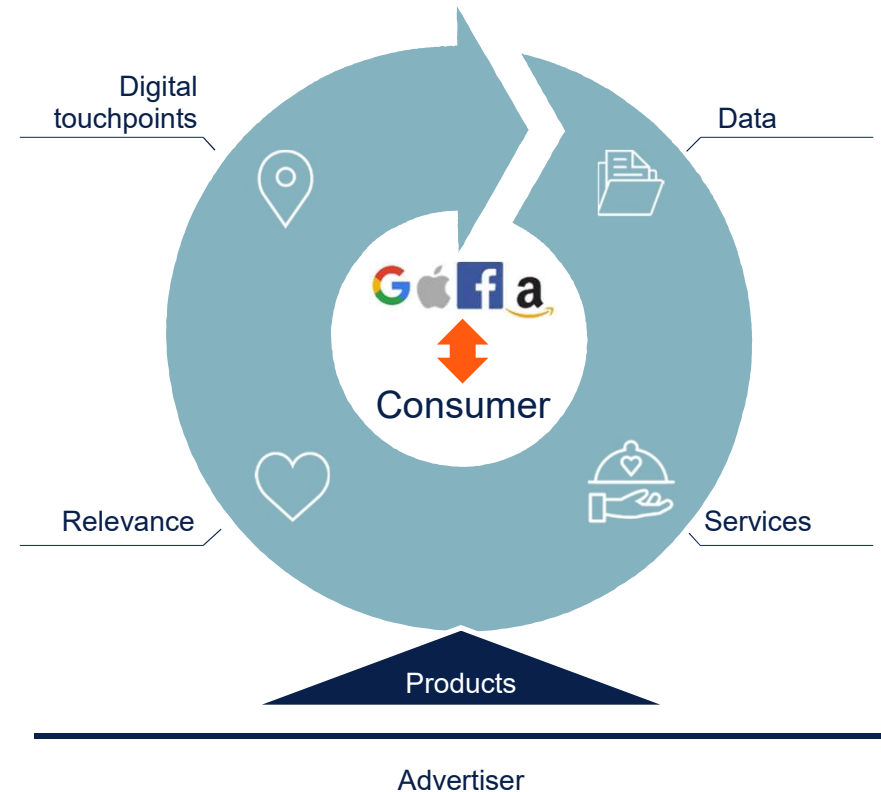 Digital
touchpoints
Data
G f a
Consumer
Relevance
Services
Products
Advertiser